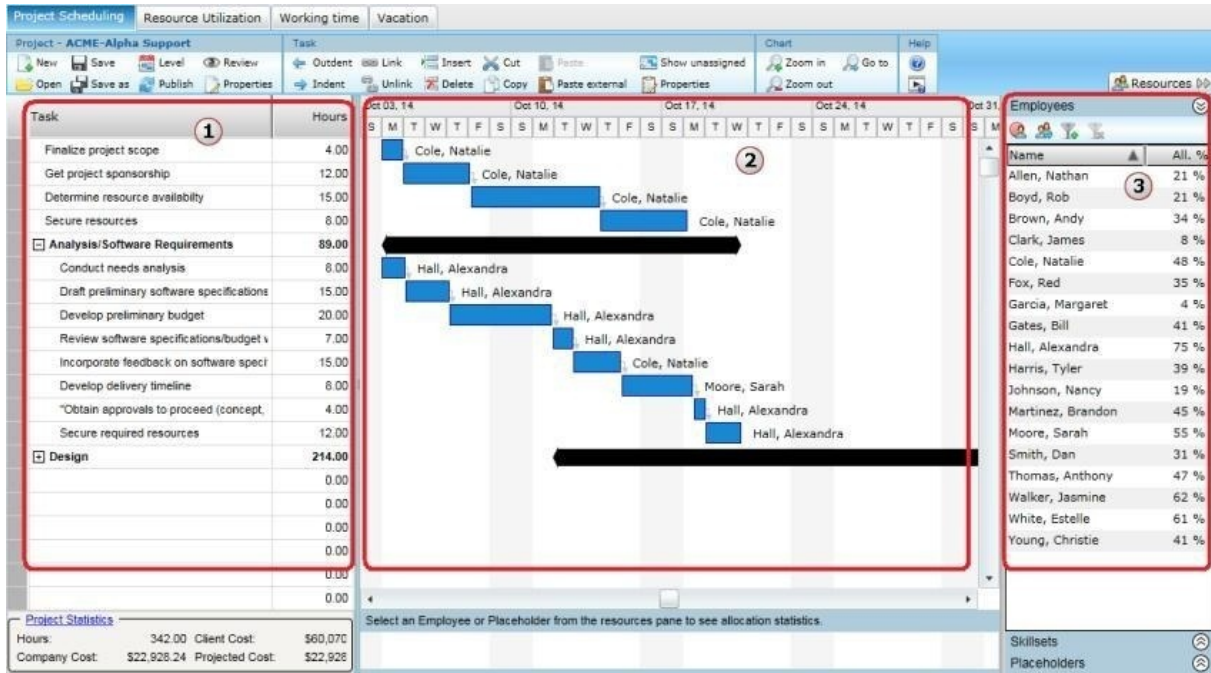 Project Scheduling Resource Utilization Working time Vacation
Project - ACME-Alpha Support Task Chart Help
New Save Level Review Outdent Link Insert Cut Paste Show unassigned Zoom in Go to
Open Save as Publish Properties Indent Unlink Delete Copy Paste external Properties Zoom out Resources
Task Hours
1
Finalize project scope 4.00
Get project sponsorship 12.00
Determine resource availabilty 15.00
Secure resources 8.00
Analysis/Software Requirements 89.00
Conduct needs analysis 8.00
Draft preliminary software specifications 15.00
Develop preliminary budget 20.00
Review software specifications/budget 7.00
Incorporate feedback on software speci 15.00
Develop delivery timeline 8.00
"Obtain approvals to proceed (concept, 4.00
Secure required resources 12.00
Design 214.00
0.00
0.00
0.00
0.00
0.00
0.00
Oct 03, 14 Oct 10, 14 Oct 17, 14 Oct 24, 14 Oct 31,
S M T W T F S S M T W T F S S M T W T F S S M T W T F S S M
2
Cole, Natalie
Cole, Natalie
Cole, Natalie
Cole, Natalie
Hall, Alexandra
Hall, Alexandra
Hall, Alexandra
Hall, Alexandra
Cole, Natalie
Moore, Sarah
Hall, Alexandra
Hall, Alexandra
Employees
Name All. %
3
Allen, Nathan 21 %
Boyd, Rob 21 %
Brown, Andy 34 %
Clark, James 8 %
Cole, Natalie 48 %
Fox, Red 35 %
Garcia, Margaret 4 %
Gates, Bill 41 %
Hall, Alexandra 75 %
Harris, Tyler 39 %
Johnson, Nancy 19 %
Martinez, Brandon 45 %
Moore, Sarah 55 %
Smith, Dan 31 %
Thomas, Anthony 47 %
Walker, Jasmine 62 %
White, Estelle 61 %
Young, Christie 41 %
Project Statistics
Hours: 342.00 Client Cost: $60,070
Company Cost: $22,928.24 Projected Cost: $22,928
Select an Employee or Placeholder from the resources pane to see allocation statistics.
Skillsets
Placeholders